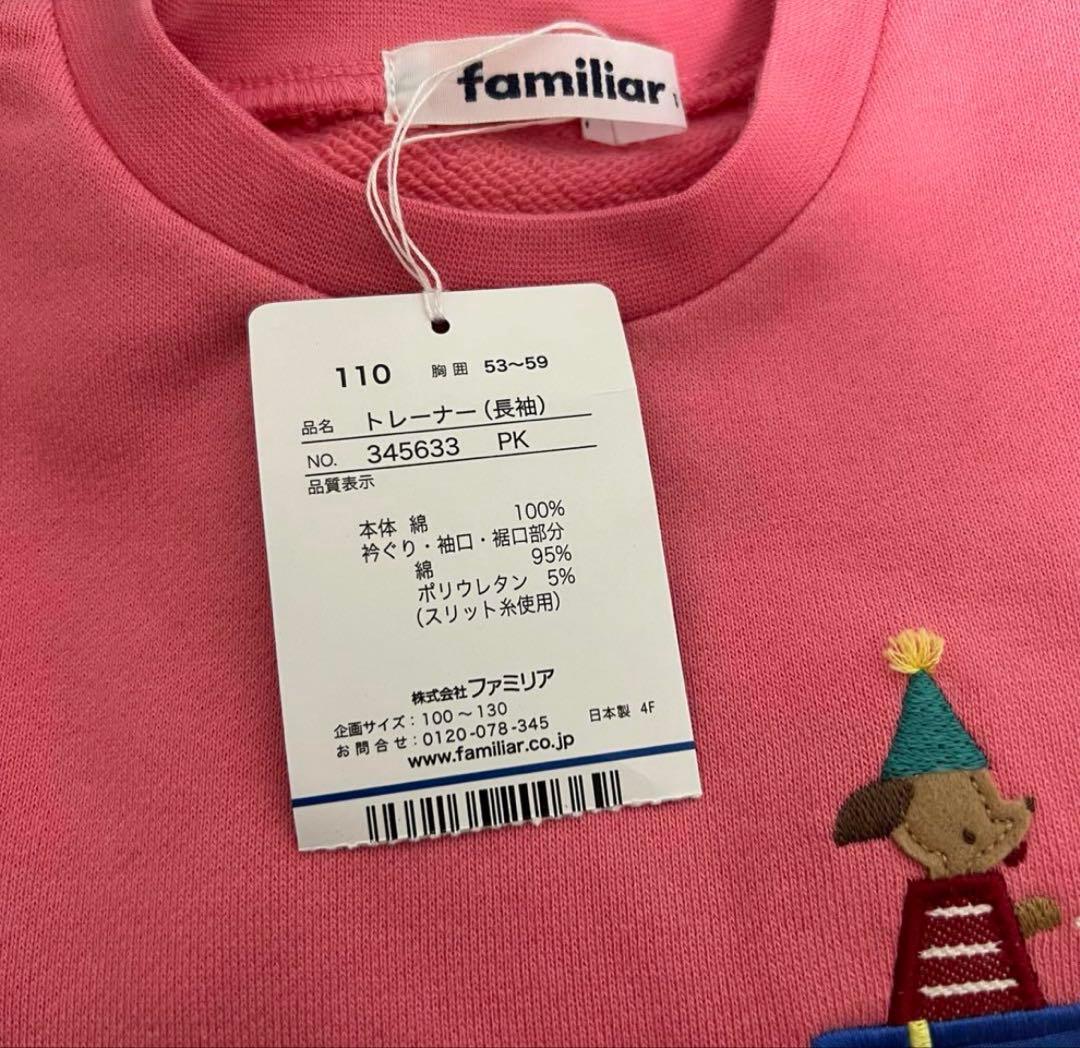 familiar
110 胸囲 53～59
品名 トレーナー(長袖)
NO. 345633 PK
品質表示
本体 綿 100%
衿ぐり・袖口・裾口部分
綿 95%
ポリウレタン 5%
(スリット糸使用)
株式会社ファミリア
企画サイズ：100～130
お問合せ：0120-078-345 日本製 4F
www.familiar.co.jp